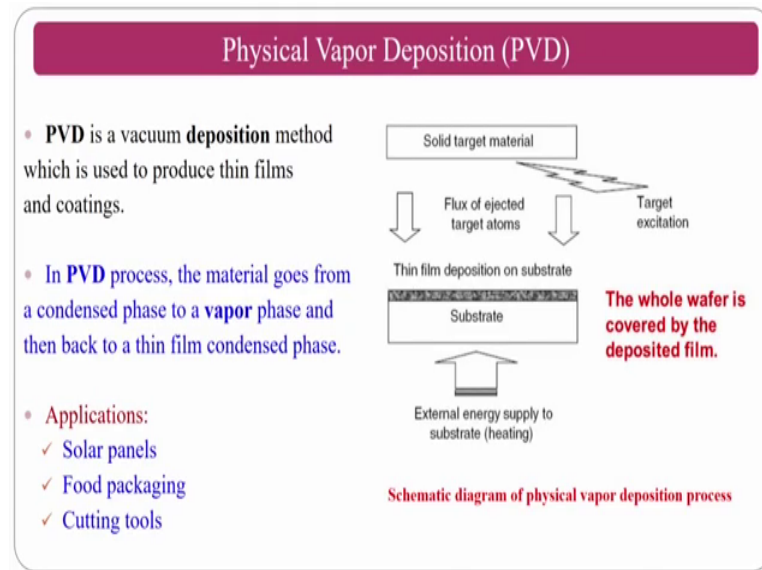 Physical Vapor Deposition (PVD)
• PVD is a vacuum deposition method
which is used to produce thin films
and coatings.
• In PVD process, the material goes from
a condensed phase to a vapor phase and
then back to a thin film condensed phase.
• Applications:
✓ Solar panels
✓ Food packaging
✓ Cutting tools
Solid target material
Flux of ejected
target atoms
Target
excitation
Thin film deposition on substrate
Substrate
The whole wafer is
covered by the
deposited film.
External energy supply to
substrate (heating)
Schematic diagram of physical vapor deposition process